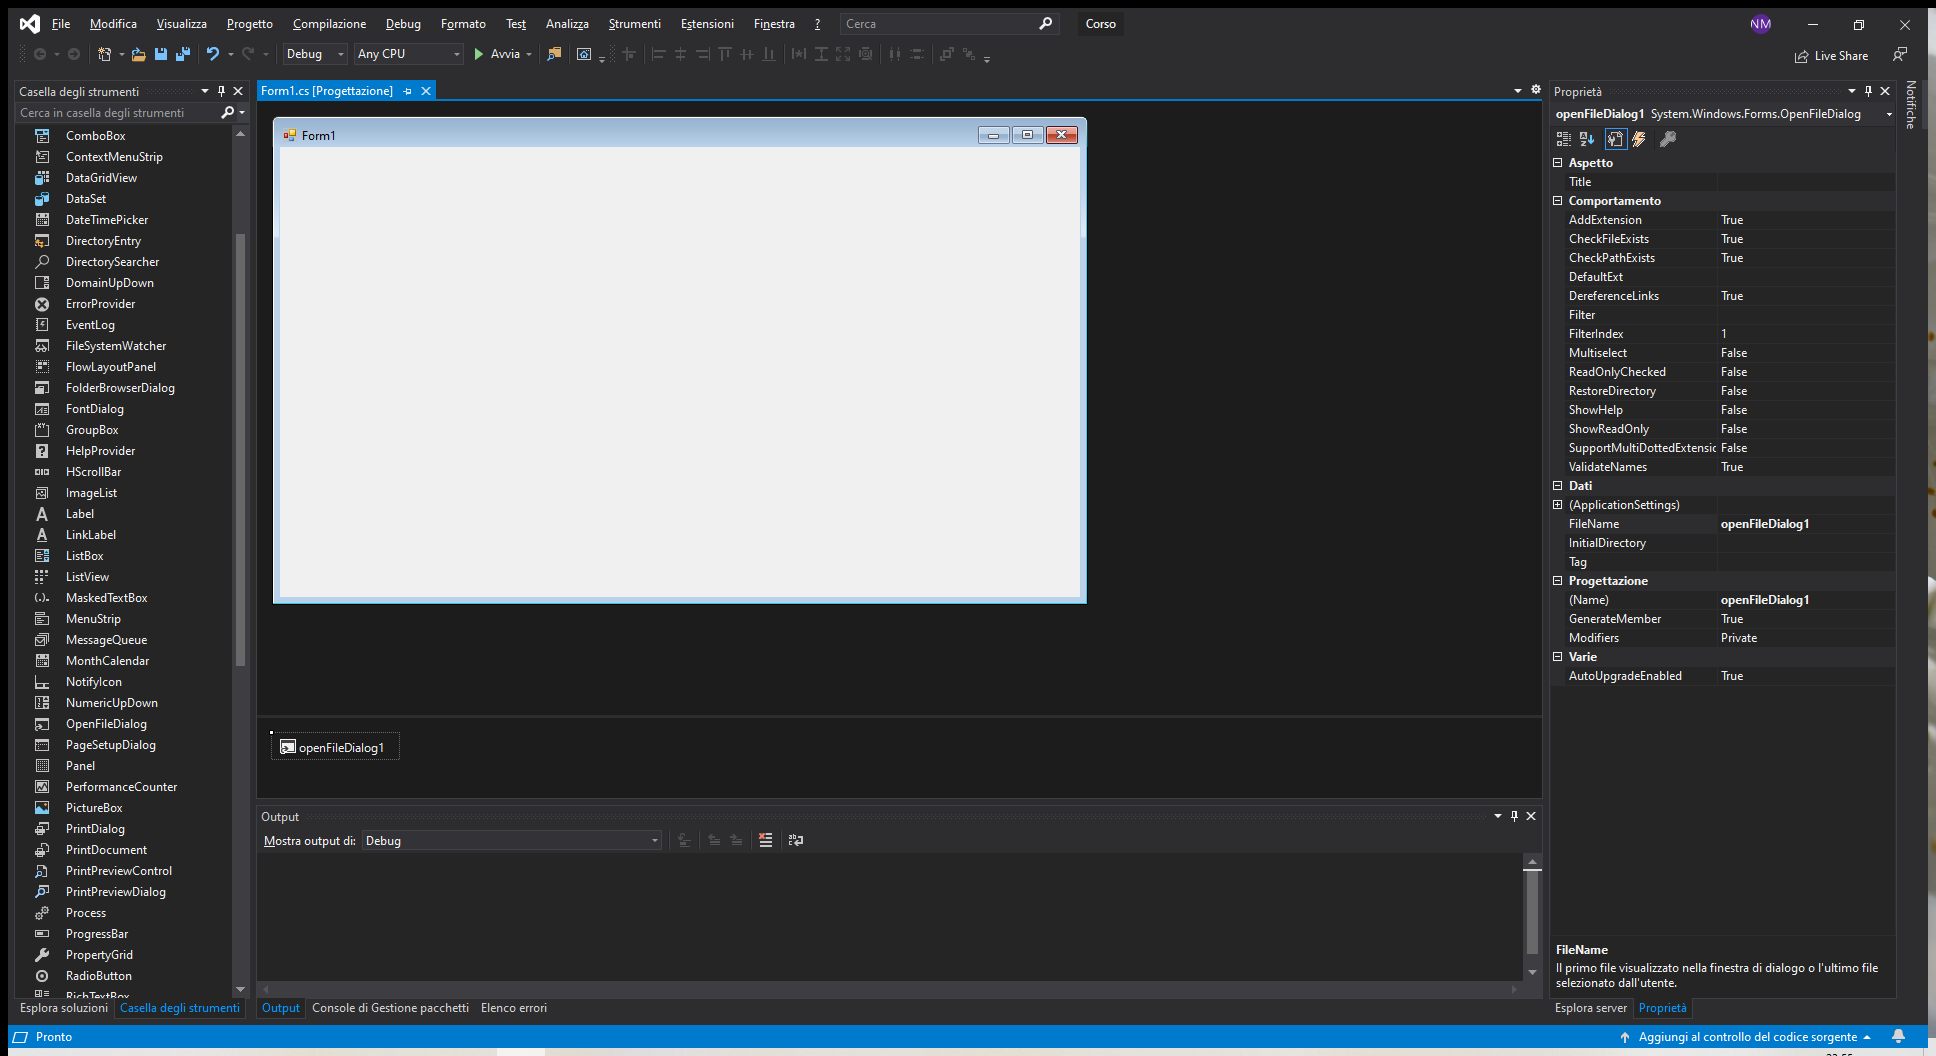 File Modifica Visualizza Progetto Compilazione Debug Formato Test Analizza Strumenti Estensioni Finestra ? Cerca Corso NM
Debug Any CPU Avvia Live Share
Casella degli strumenti
Cerca in casella degli strumenti
ComboBox
ContextMenuStrip
DataGridView
DataSet
DateTimePicker
DirectoryEntry
DirectorySearcher
DomainUpDown
ErrorProvider
EventLog
FileSystemWatcher
FlowLayoutPanel
FolderBrowserDialog
FontDialog
GroupBox
HelpProvider
HScrollBar
ImageList
Label
LinkLabel
ListBox
ListView
MaskedTextBox
MenuStrip
MessageQueue
MonthCalendar
NotifyIcon
NumericUpDown
OpenFileDialog
PageSetupDialog
Panel
PerformanceCounter
PictureBox
PrintDialog
PrintDocument
PrintPreviewControl
PrintPreviewDialog
Process
ProgressBar
PropertyGrid
RadioButton
RichTextBox
Esplora soluzioni Casella degli strumenti
Form1.cs [Progettazione]
Form1
openFileDialog1
Output
Mostra output di: Debug
Output Console di Gestione pacchetti Elenco errori
Proprietà
openFileDialog1 System.Windows.Forms.OpenFileDialog
Aspetto
Title
Comportamento
AddExtension True
CheckFileExists True
CheckPathExists True
DefaultExt
DereferenceLinks True
Filter
FilterIndex 1
Multiselect False
ReadOnlyChecked False
RestoreDirectory False
ShowHelp False
ShowReadOnly False
SupportMultiDottedExtensic False
ValidateNames True
Dati
(ApplicationSettings)
FileName openFileDialog1
InitialDirectory
Tag
Progettazione
(Name) openFileDialog1
GenerateMember True
Modifiers Private
Varie
AutoUpgradeEnabled True
FileName
Il primo file visualizzato nella finestra di dialogo o l'ultimo file
selezionato dall'utente.
Esplora server Proprietà
Notifiche
Pronto
Aggiungi al controllo del codice sorgente